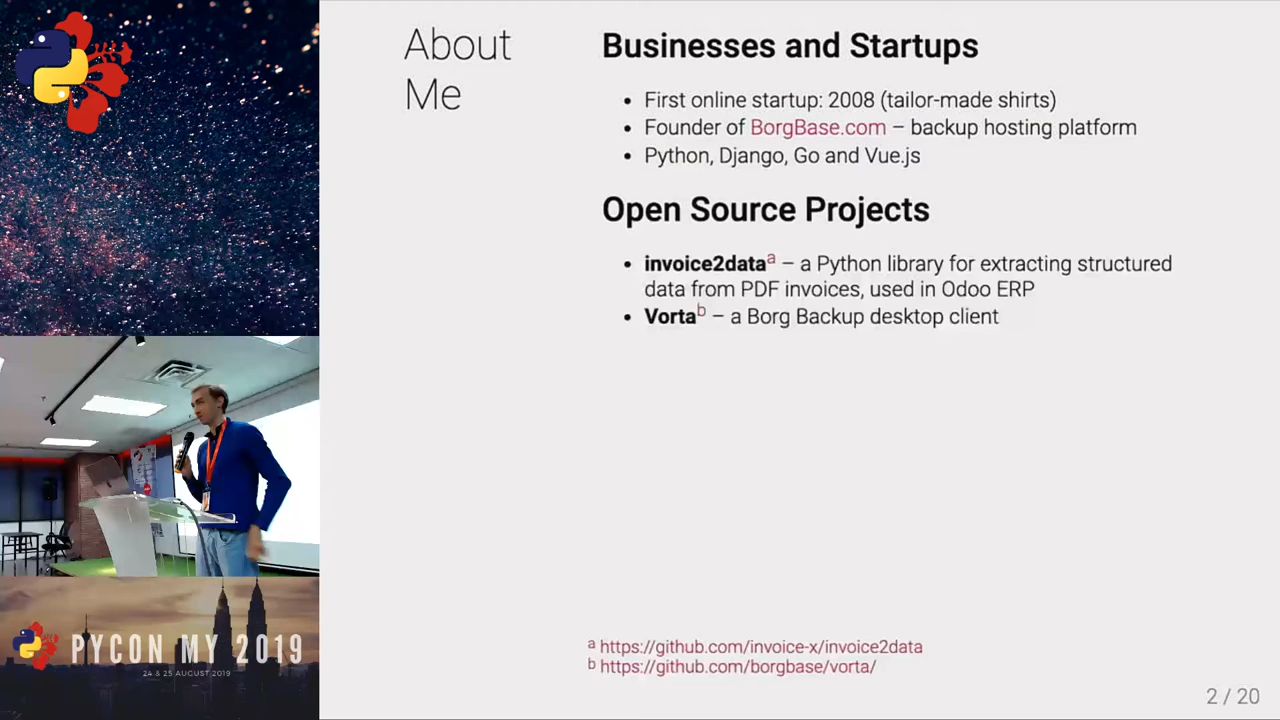 About
Me
Businesses and Startups
• First online startup: 2008 (tailor-made shirts)
• Founder of BorgBase.com – backup hosting platform
• Python, Django, Go and Vue.js
Open Source Projects
• invoice2data a – a Python library for extracting structured
data from PDF invoices, used in Odoo ERP
• Vorta b – a Borg Backup desktop client
a https://github.com/invoice-x/invoice2data
b https://github.com/borgbase/vorta/
2 / 20
PYCON MY 2019
24 & 25 AUGUST 2019